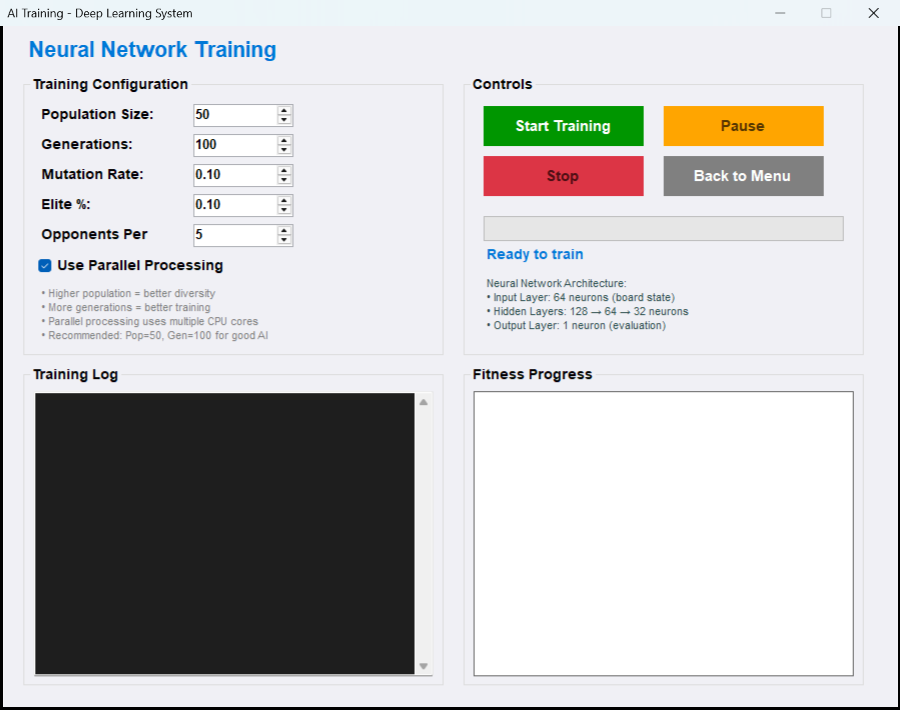 AI Training - Deep Learning System
Neural Network Training
Training Configuration
Population Size: 50
Generations: 100
Mutation Rate: 0.10
Elite %: 0.10
Opponents Per 5
Use Parallel Processing
• Higher population = better diversity
• More generations = better training
• Parallel processing uses multiple CPU cores
• Recommended: Pop=50, Gen=100 for good AI
Controls
Start Training Pause
Stop Back to Menu
Ready to train
Neural Network Architecture:
• Input Layer: 64 neurons (board state)
• Hidden Layers: 128 → 64 → 32 neurons
• Output Layer: 1 neuron (evaluation)
Training Log
Fitness Progress